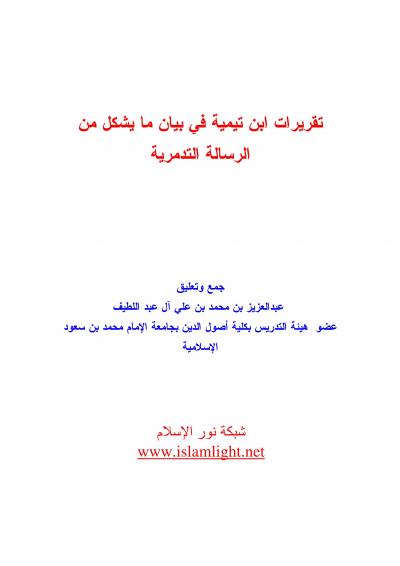 تقريرات ابن تيمية في بيان ما يشكل من
الرسالة التدمرية
جمع وتعليق
عبدالعزيز بن محمد بن علي آل عبد اللطيف
عضو هيئة التدريس بكلية أصول الدين بجامعة الإمام محمد بن سعود
الإسلامية
شبكة نور الإسلام
www.islamlight.net